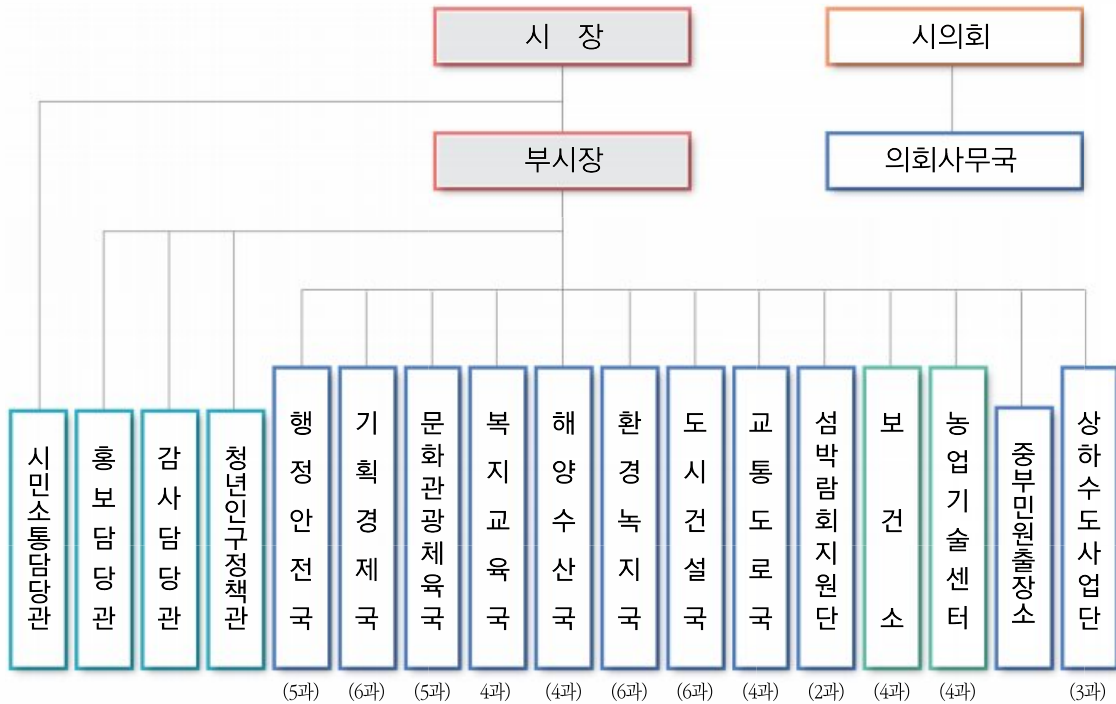 시 장
시의회
부시장
의회사무국
시민소통담당관
홍보담당관
감사담당관
청년인구정책관
행정안전국
기획경제국
문화관광체육국
복지교육국
해양수산국
환경녹지국
도시건설국
교통도로국
섬박람회지원단
보건소
농업기술센터
중부민원출장소
상하수도사업단
(5과)
(6과)
(5과)
4과)
(4과)
(6과)
(6과)
(4과)
(2과)
(4과)
(4과)
(3과)